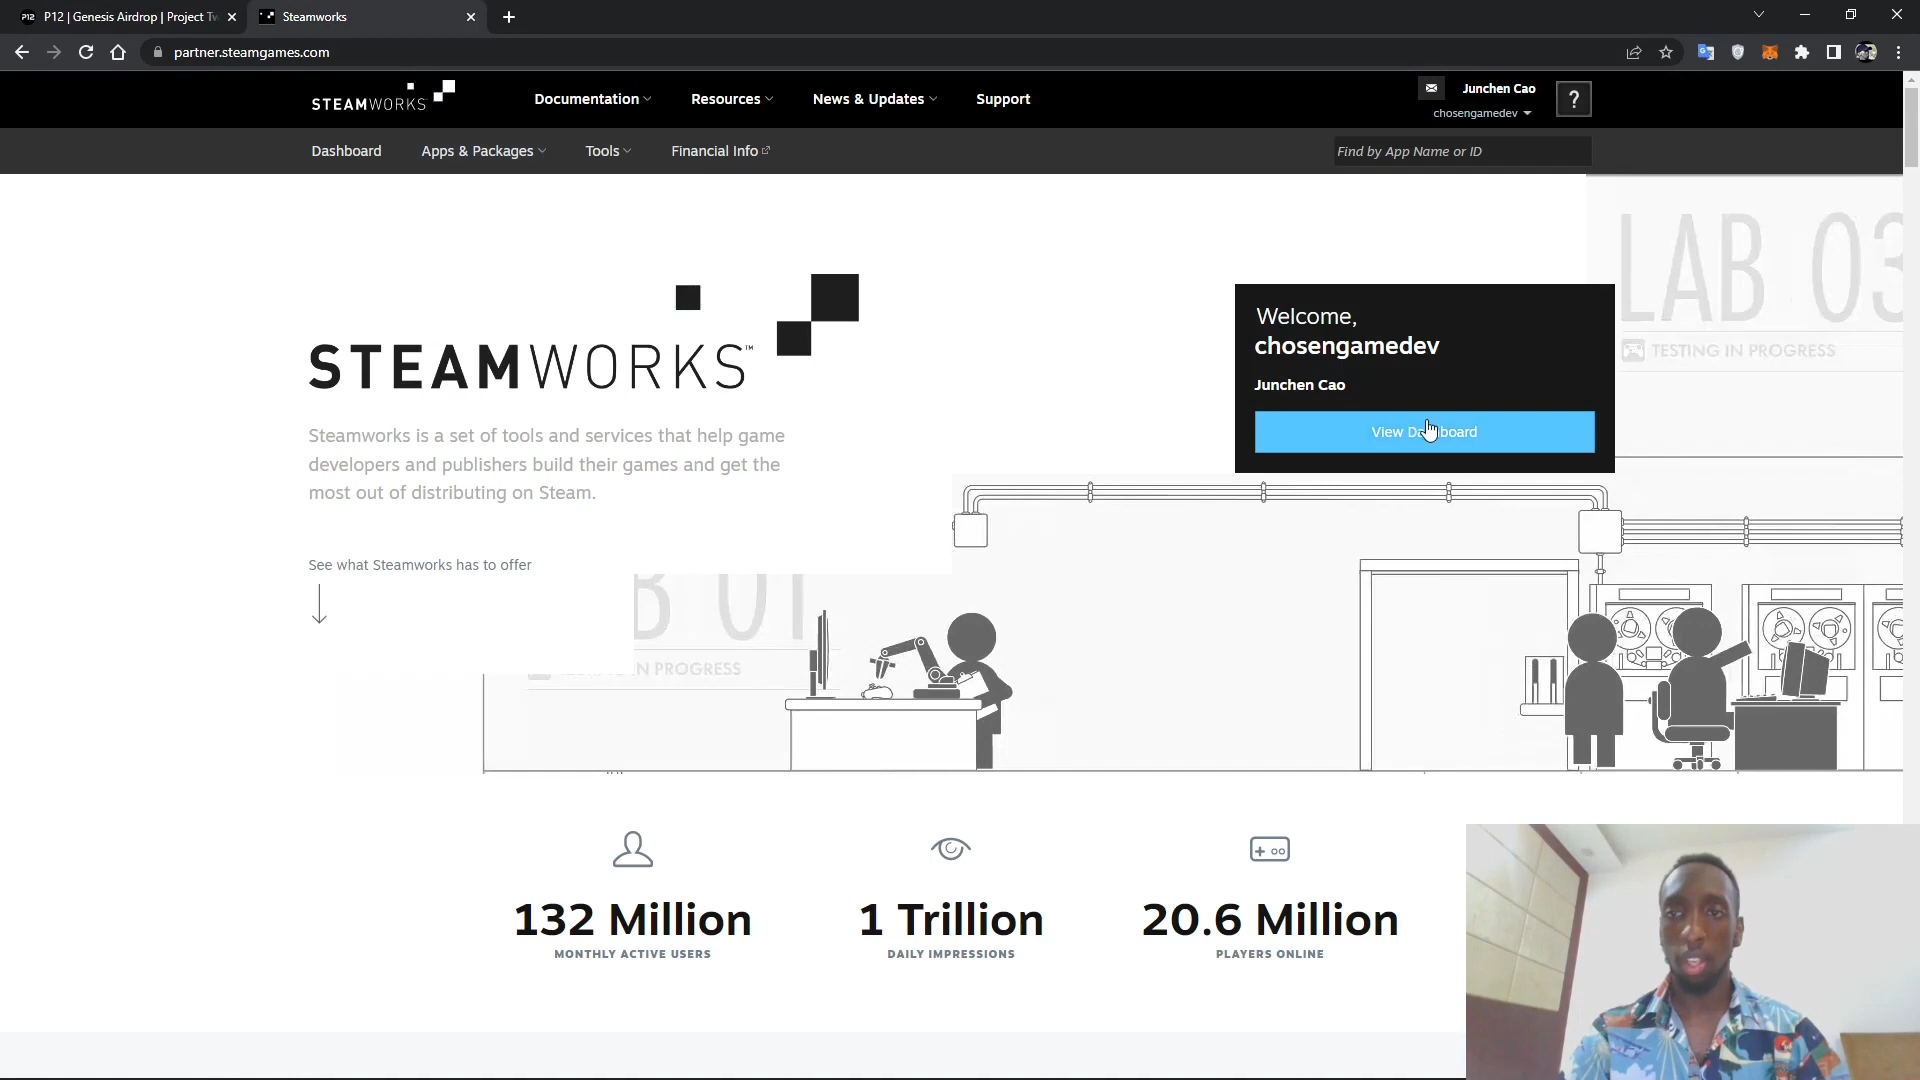 P12 | Genesis Airdrop | Project Tw
Steamworks
partner.steamgames.com
STEAMWORKS
Documentation
Resources
News & Updates
Support
Junchen Cao
chosengamedev
?
Dashboard
Apps & Packages
Tools
Financial Info
Find by App Name or ID
LAB 03
TESTING IN PROGRESS
STEAMWORKS™
Welcome,
chosengamedev
Junchen Cao
View Dashboard
Steamworks is a set of tools and services that help game
developers and publishers build their games and get the
most out of distributing on Steam.
See what Steamworks has to offer
B 01
IN PROGRESS
132 Million
1 Trillion
20.6 Million
MONTHLY ACTIVE USERS
DAILY IMPRESSIONS
PLAYERS ONLINE